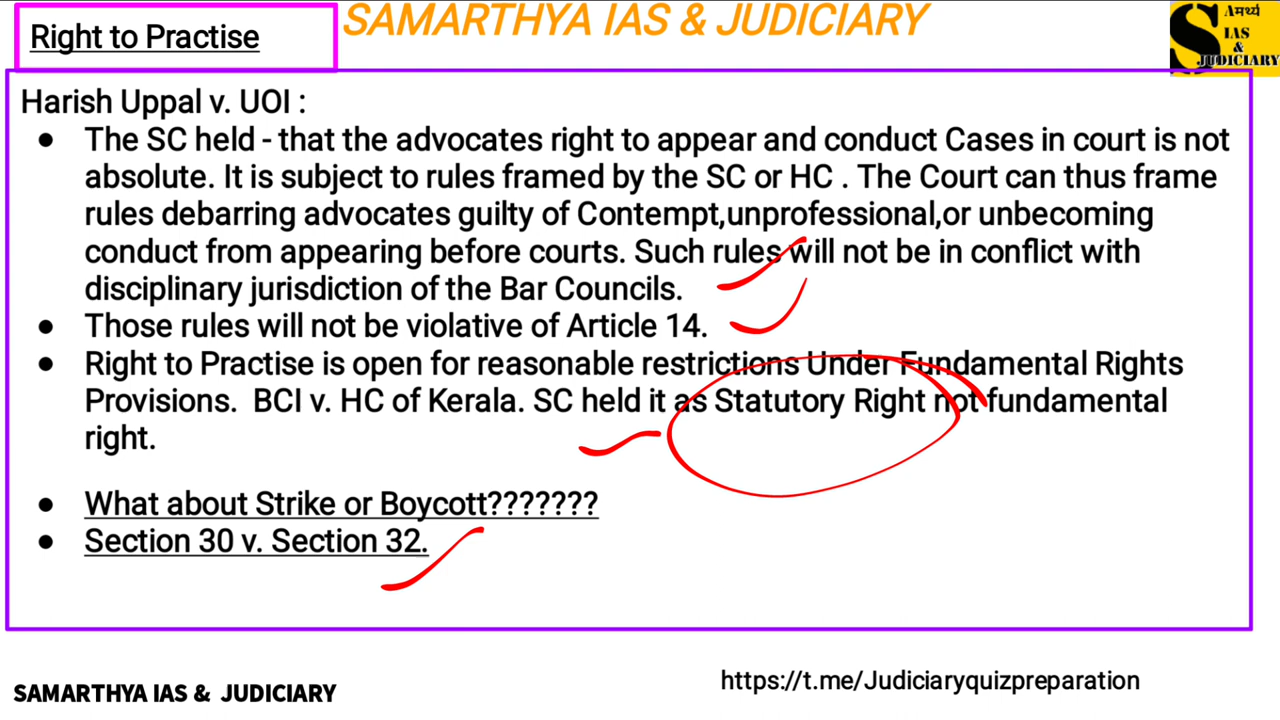 Right to Practise
SAMARTHYA IAS & JUDICIARY
S
अमर्थ्य
IAS
&
JUDICIARY
Harish Uppal v. UOI :
● The SC held - that the advocates right to appear and conduct Cases in court is not
absolute. It is subject to rules framed by the SC or HC . The Court can thus frame
rules debarring advocates guilty of Contempt,unprofessional,or unbecoming
conduct from appearing before courts. Such rules will not be in conflict with
disciplinary jurisdiction of the Bar Councils.
● Those rules will not be violative of Article 14.
● Right to Practise is open for reasonable restrictions Under Fundamental Rights
Provisions. BCI v. HC of Kerala. SC held it as Statutory Right not fundamental
right.
● What about Strike or Boycott???????
● Section 30 v. Section 32.
SAMARTHYA IAS & JUDICIARY
https://t.me/Judiciaryquizpreparation